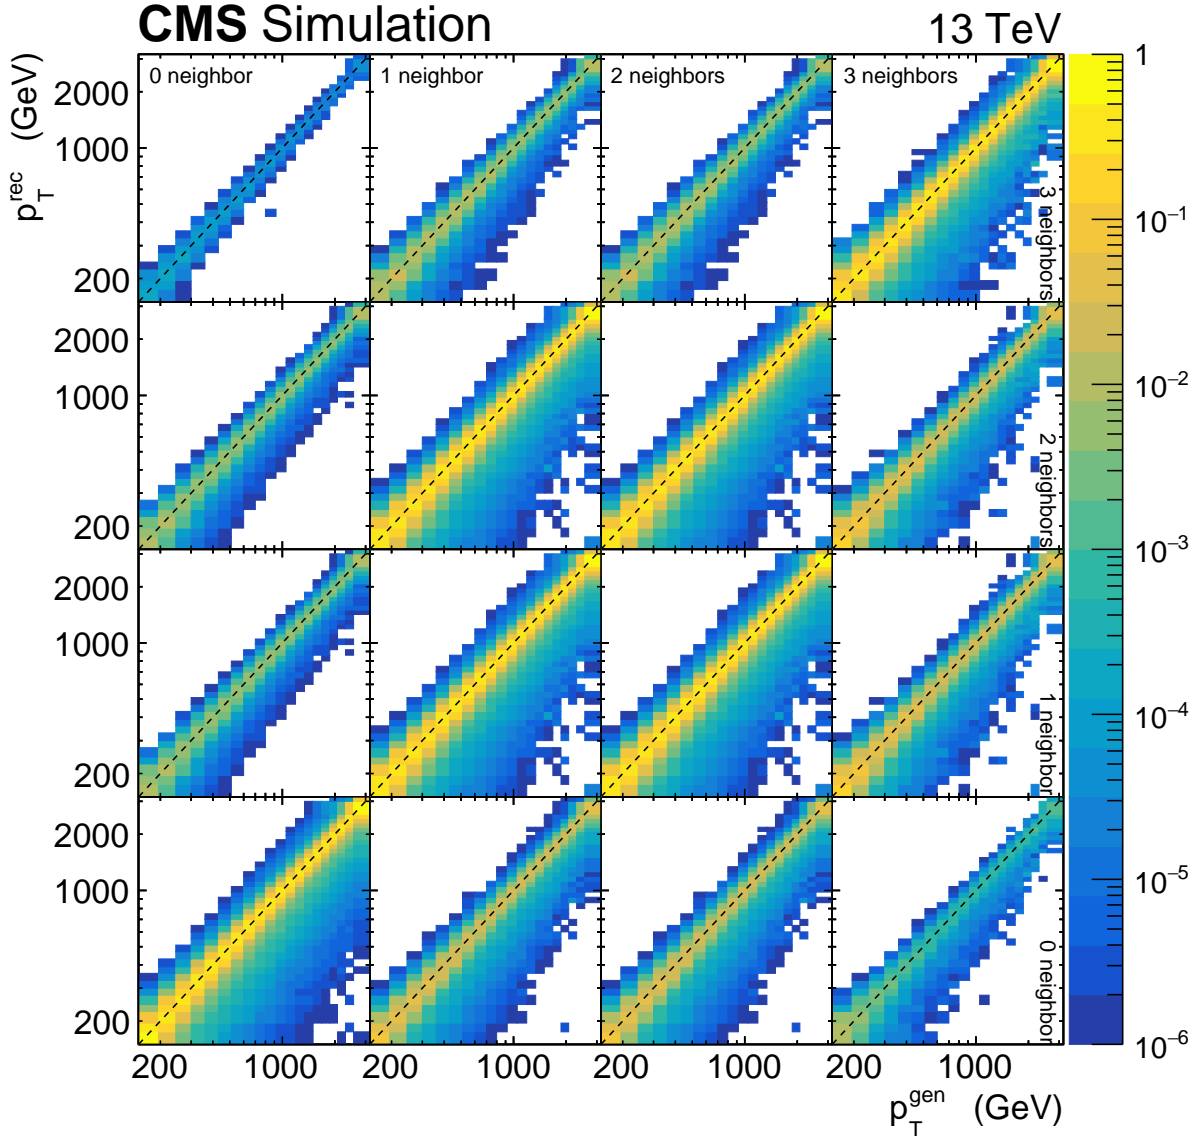 CMS Simulation 13 TeV
0 neighbor 1 neighbor 2 neighbors 3 neighbors
p_T^rec (GeV)
2000
1000
200
3 neighbors
2000
1000
200
2 neighbors
2000
1000
200
1 neighbor
2000
1000
200
0 neighbor
200 1000 200 1000 200 1000 200 1000
p_T^gen (GeV)
1
10⁻¹
10⁻²
10⁻³
10⁻⁴
10⁻⁵
10⁻⁶